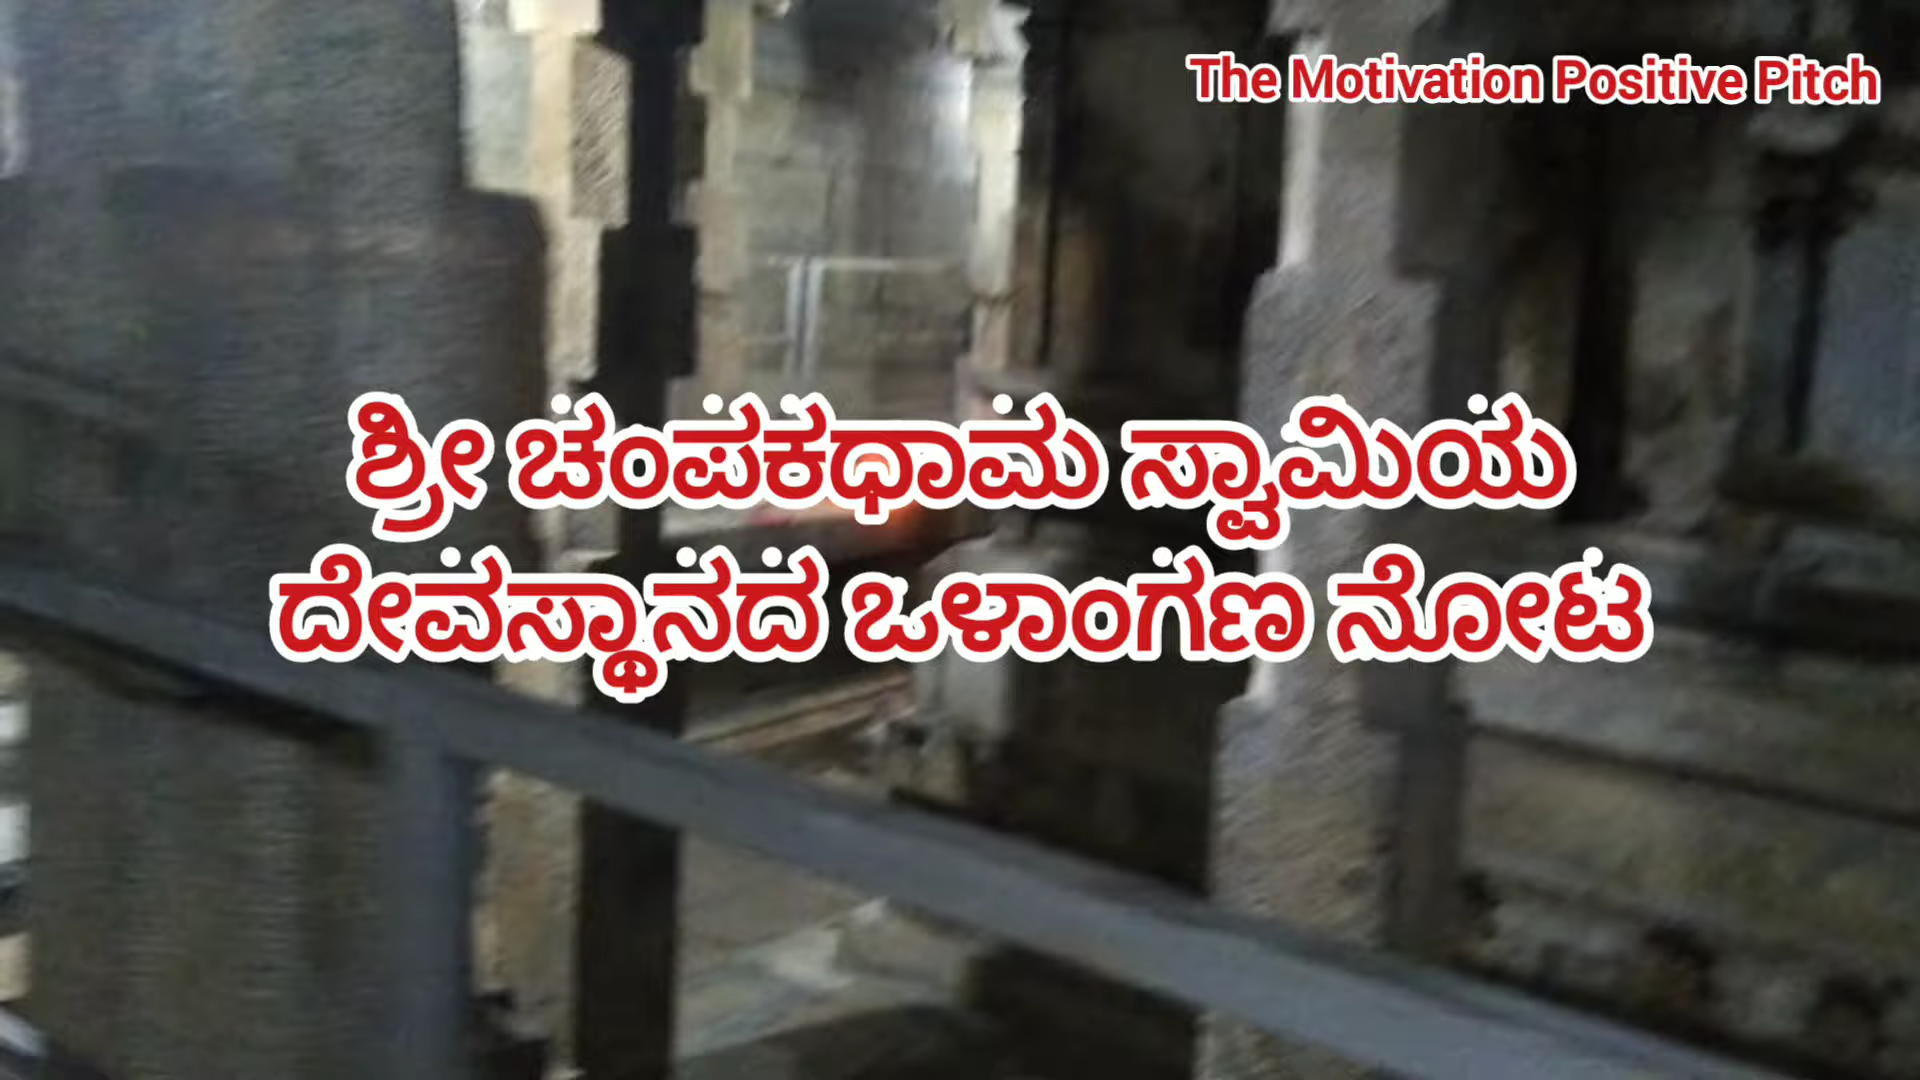 The Motivation Positive Pitch
ಶ್ರೀ ಚಂಪಕಧಾಮ ಸ್ವಾಮಿಯ
ದೇವಸ್ಥಾನದ ಒಳಾಂಗಣ ನೋಟ